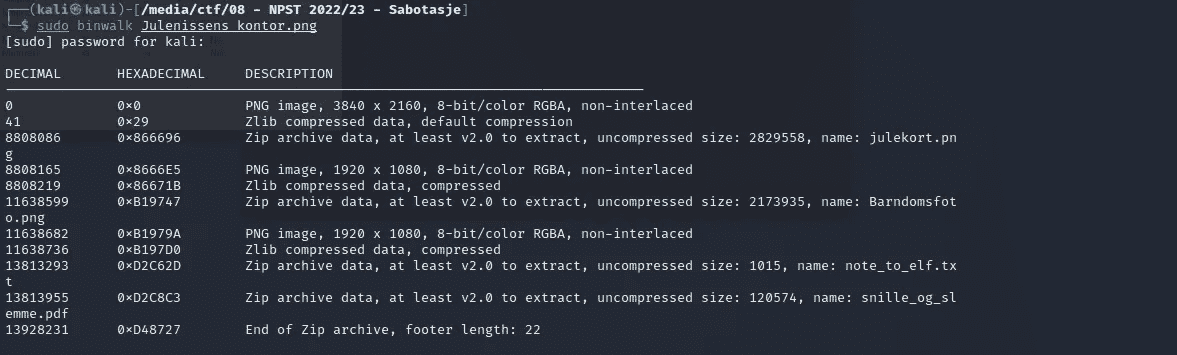 ┌──(kali㉿kali)-[/media/ctf/08 - NPST 2022/23 - Sabotasje]
└─$ sudo binwalk Julenissens kontor.png
[sudo] password for kali:
DECIMAL       HEXADECIMAL     DESCRIPTION
--------------------------------------------------------------------------------
0             0x0             PNG image, 3840 x 2160, 8-bit/color RGBA, non-interlaced
41            0x29            Zlib compressed data, default compression
8808086       0x866696        Zip archive data, at least v2.0 to extract, uncompressed size: 2829558, name: julekort.pn
g
8808165       0x8666E5        PNG image, 1920 x 1080, 8-bit/color RGBA, non-interlaced
8808219       0x86671B        Zlib compressed data, compressed
11638599      0xB19747        Zip archive data, at least v2.0 to extract, uncompressed size: 2173935, name: Barndomsfot
o.png
11638682      0xB1979A        PNG image, 1920 x 1080, 8-bit/color RGBA, non-interlaced
11638736      0xB197D0        Zlib compressed data, compressed
13813293      0xD2C62D        Zip archive data, at least v2.0 to extract, uncompressed size: 1015, name: note_to_elf.tx
t
13813955      0xD2C8C3        Zip archive data, at least v2.0 to extract, uncompressed size: 120574, name: snille_og_sl
emme.pdf
13928231      0xD48727        End of Zip archive, footer length: 22